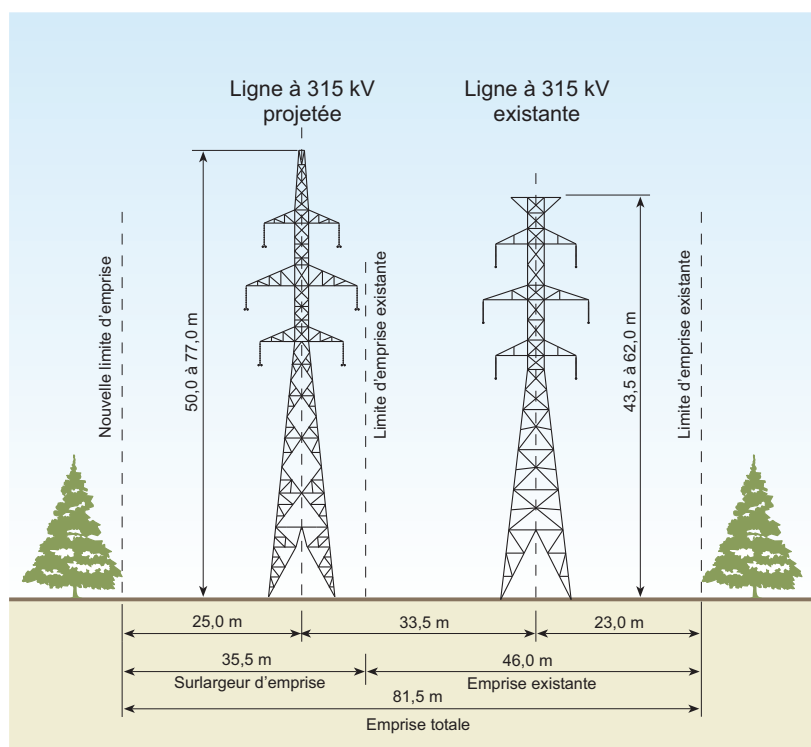 Ligne à 315 kV
projetée
Ligne à 315 kV
existante
Nouvelle limite d'emprise
50,0 à 77,0 m
Limite d'emprise existante
43,5 à 62,0 m
Limite d'emprise existante
25,0 m
33,5 m
23,0 m
35,5 m
Surlargeur d'emprise
46,0 m
Emprise existante
81,5 m
Emprise totale